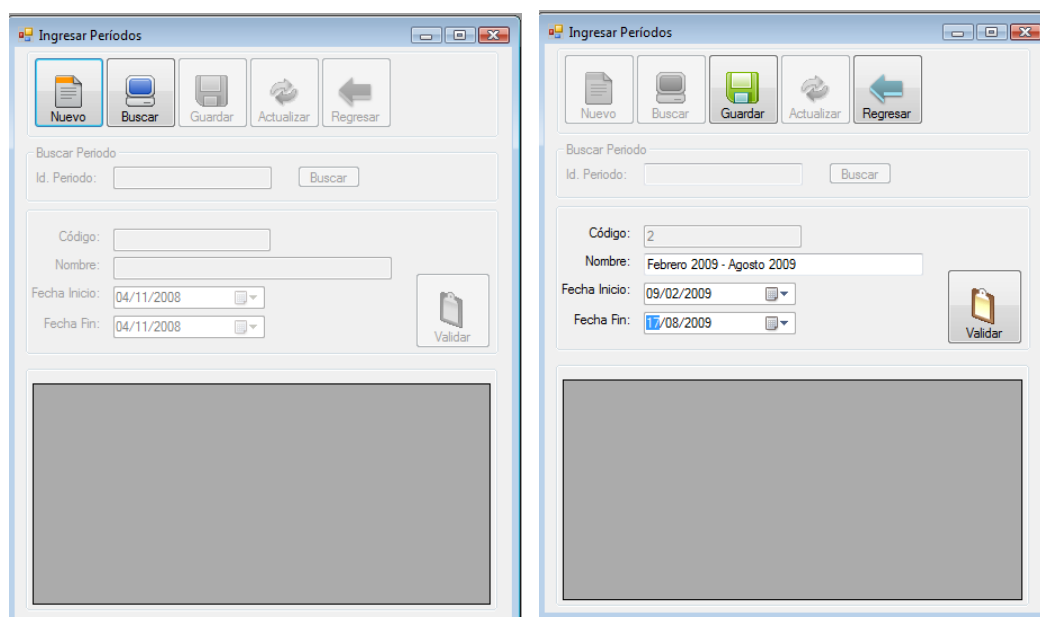 Ingresar Períodos
Nuevo Buscar Guardar Actualizar Regresar
Buscar Periodo
Id. Periodo: Buscar
Código:
Nombre:
Fecha Inicio: 04/11/2008
Fecha Fin: 04/11/2008
Validar
Ingresar Períodos
Nuevo Buscar Guardar Actualizar Regresar
Buscar Periodo
Id. Periodo: Buscar
Código: 2
Nombre: Febrero 2009 - Agosto 2009
Fecha Inicio: 09/02/2009
Fecha Fin: 17/08/2009
Validar